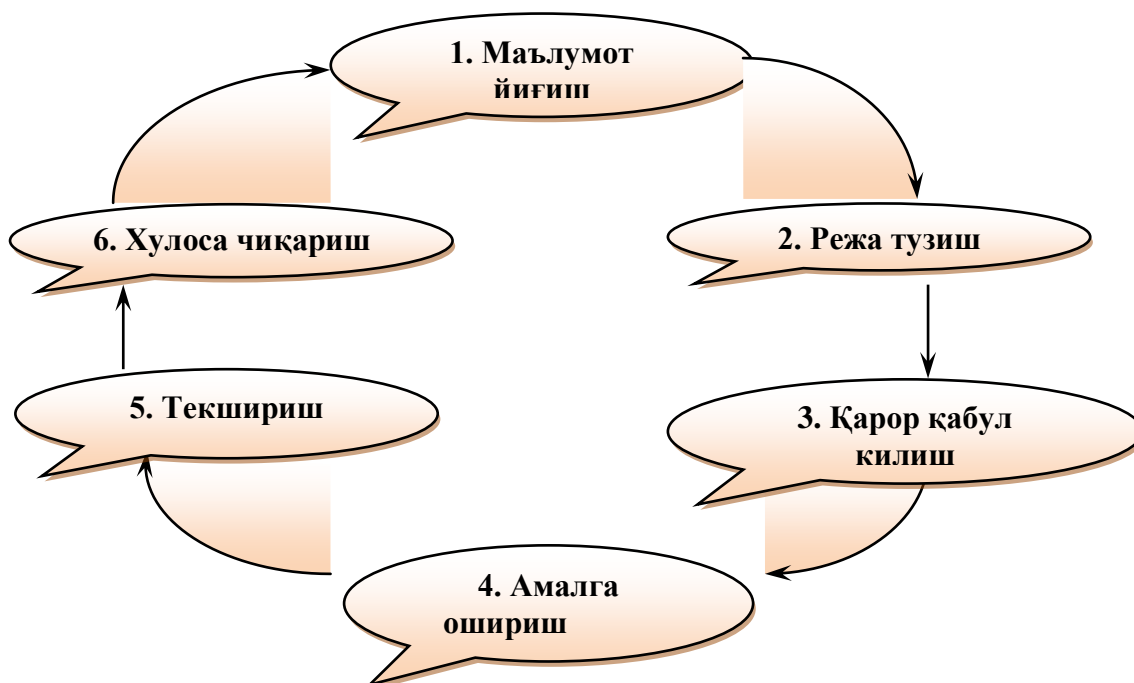 1. Маълумот
йиғиш
2. Режа тузиш
3. Қарор қабул
килиш
4. Амалга
ошириш
5. Текшириш
6. Хулоса чиқариш